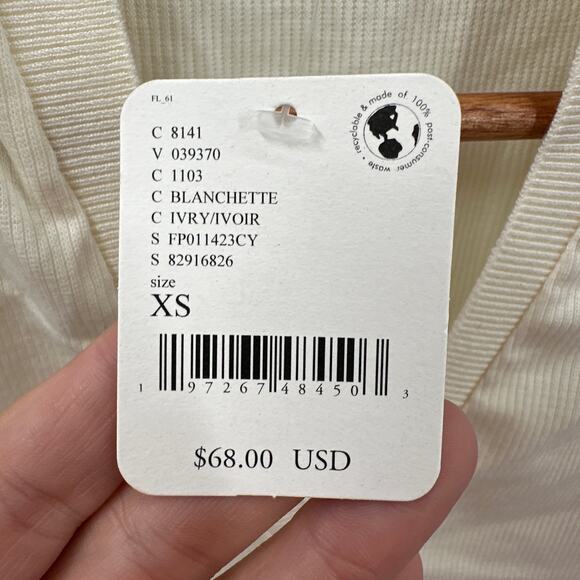 FL_61
recyclable & made of 100% post-consumer waste •
C 8141
V 039370
C 1103
C BLANCHETTE
C IVRY/IVOIR
S FP011423CY
S 82916826
size
XS
1 97267 48450 3
$68.00 USD